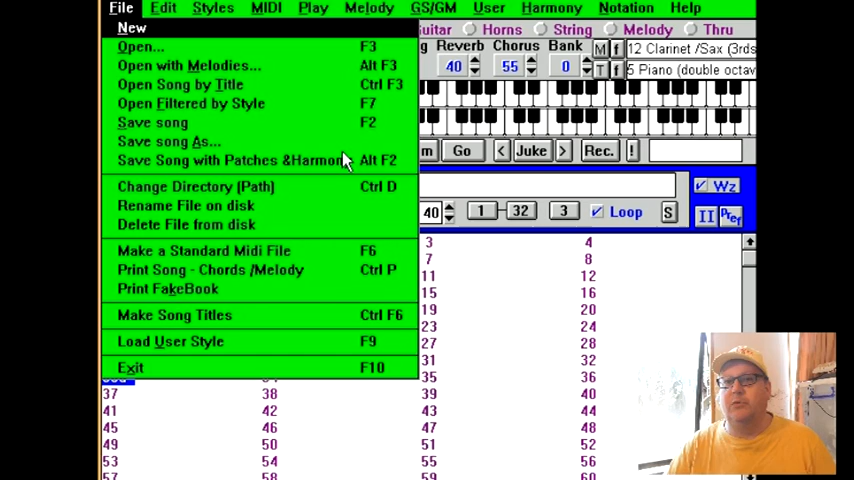 File Edit Styles MIDI Play Melody GS/GM User Harmony Notation Help
New
Open... F3
Open with Melodies... Alt F3
Open Song by Title Ctrl F3
Open Filtered by Style F7
Save song F2
Save song As...
Save Song with Patches &Harmon Alt F2
Change Directory (Path) Ctrl D
Rename File on disk
Delete File from disk
Make a Standard Midi File F6
Print Song - Chords /Melody Ctrl P
Print FakeBook
Make Song Titles Ctrl F6
Load User Style F9
Exit F10
Guitar Horns String Melody Thru
Reverb Chorus Bank M f 12 Clarinet /Sax (3rds
40 55 0 T f 5 Piano (double octav
m Go < Juke > Rec. !
Wz
40 1 - 32 3 Loop S II pref
3 4
7 8
11 12
15 16
19 20
23 24
27 28
31 32
35 36
37 38 39 40
41 42 43 44
45 46 47 48
49 50 51 52
53 54 55 56
57 58 59 60